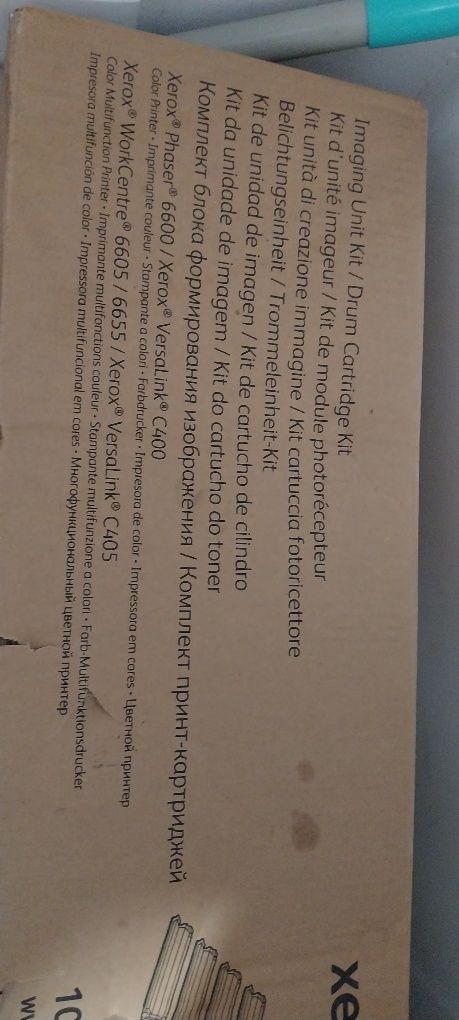 Imaging Unit Kit / Drum Cartridge Kit
Kit d'unité imageur / Kit de module photorécepteur
Kit unità di creazione immagine / Kit cartuccia fotoricettore
Belichtungseinheit / Trommeleinheit-Kit
Kit de unidad de imagen / Kit de cartucho de cilindro
Kit da unidade de imagem / Kit do cartucho do toner
Комплект блока формирования изображения / Комплект принт-картриджей
Xerox® Phaser® 6600 / Xerox® VersaLink® C400
Color Printer • Imprimante couleur • Stampante a colori • Farbdrucker • Impresora de color • Impressora em cores • Цветной принтер
Xerox® WorkCentre® 6605 / 6655 / Xerox® VersaLink® C405
Color Multifunction Printer • Imprimante multifonctions couleur • Stampante multifunzione a colori • Farb-Multifunktionsdrucker
Impresora multifunción de color • Impressora multifuncional em cores • Многофункциональный цветной принтер
xe
10